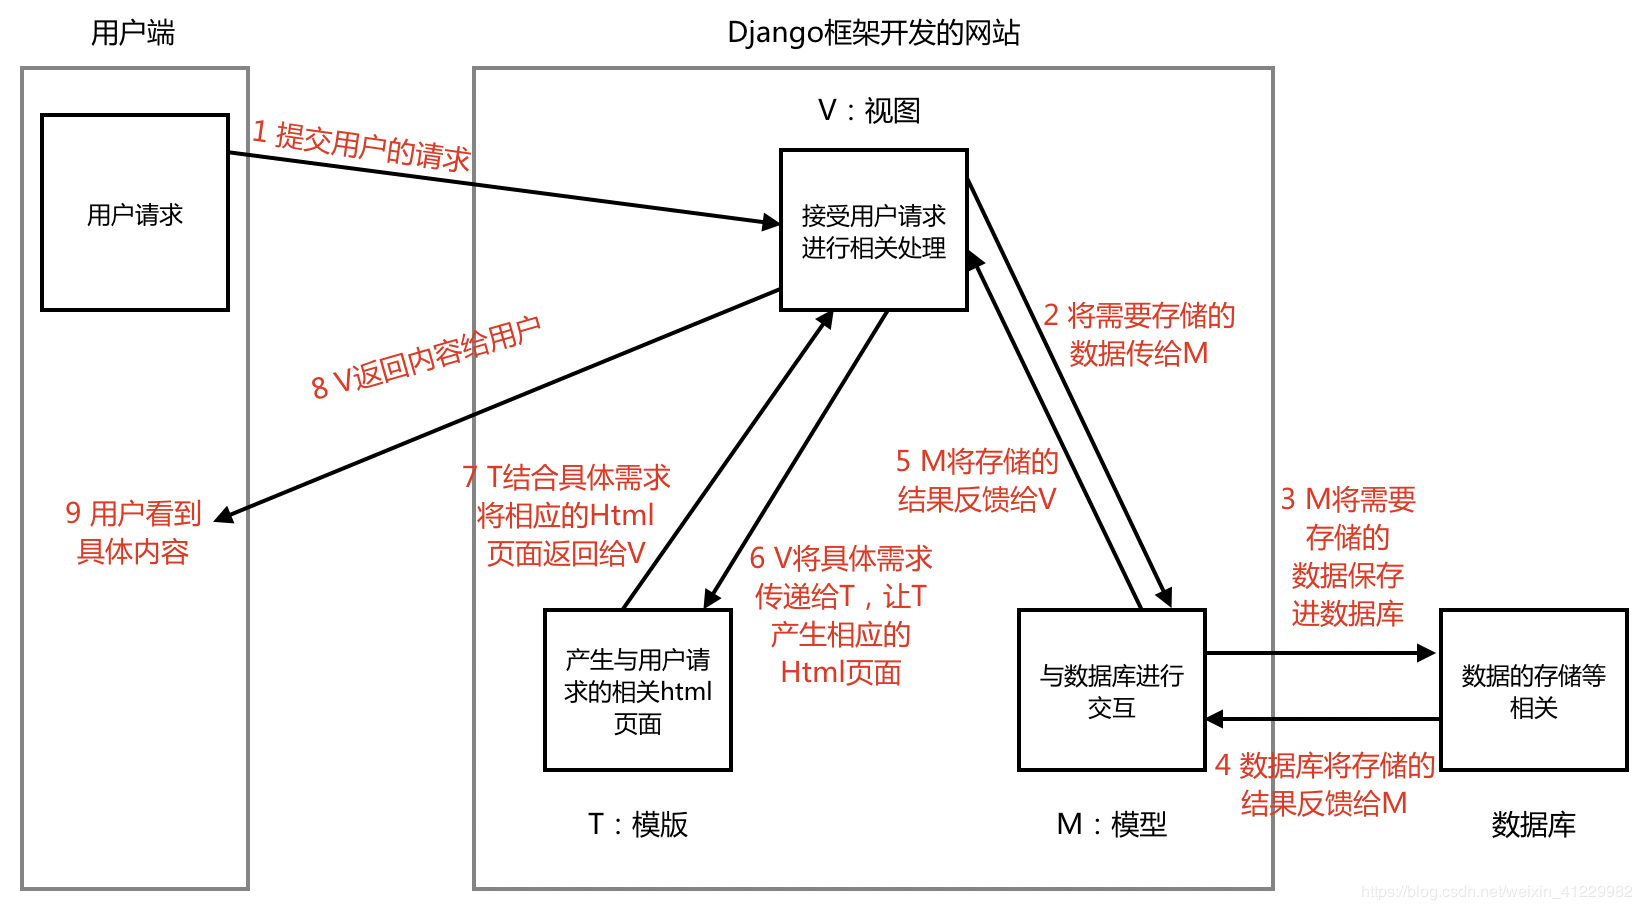 用户端
Django框架开发的网站
V：视图
用户请求
1 提交用户的请求
接受用户请求
进行相关处理
2 将需要存储的
数据传给M
8 V返回内容给用户
5 M将存储的
结果反馈给V
7 T结合具体需求
将相应的Html
页面返回给V
9 用户看到
具体内容
3 M将需要
存储的
数据保存
进数据库
6 V将具体需求
传递给T，让T
产生相应的
Html页面
产生与用户请
求的相关html
页面
与数据库进行
交互
数据的存储等
相关
4 数据库将存储的
结果反馈给M
T：模版
M：模型
数据库
https://blog.csdn.net/weixin_41229982